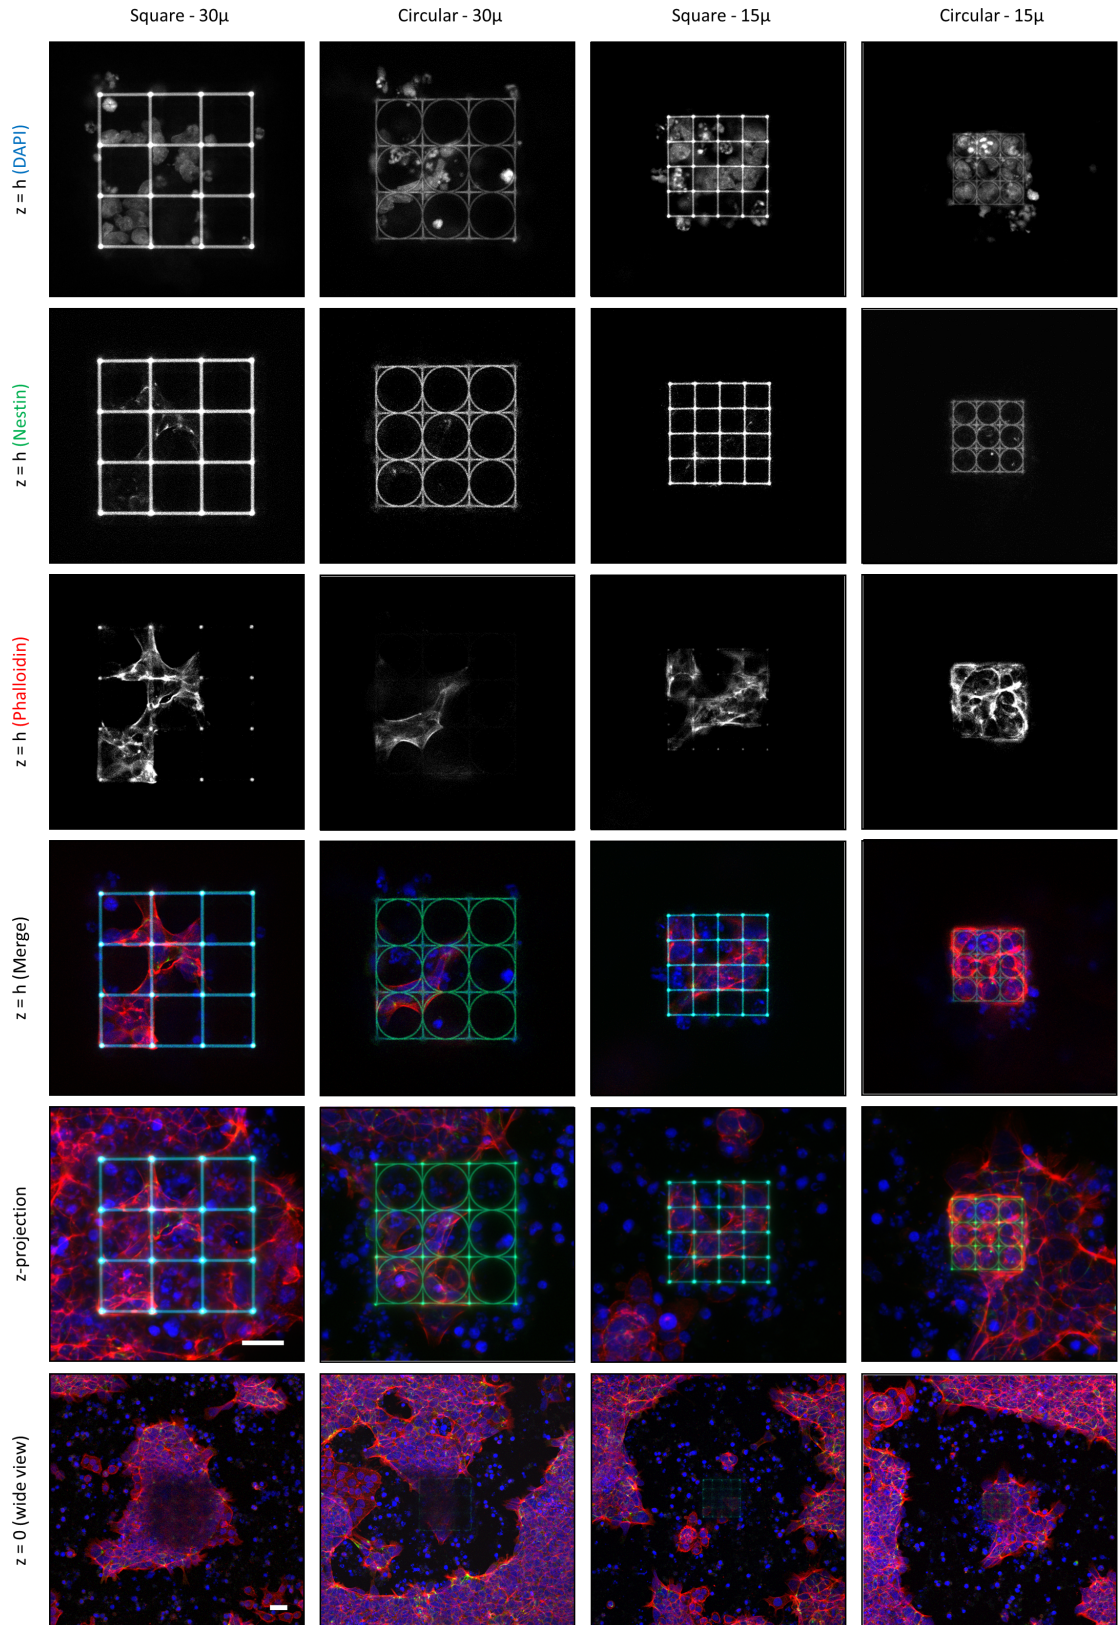 Square - 30µ
Circular - 30µ
Square - 15µ
Circular - 15µ
z = h (DAPI)
z = h (Nestin)
z = h (Phalloidin)
z = h (Merge)
z-projection
z = 0 (wide view)